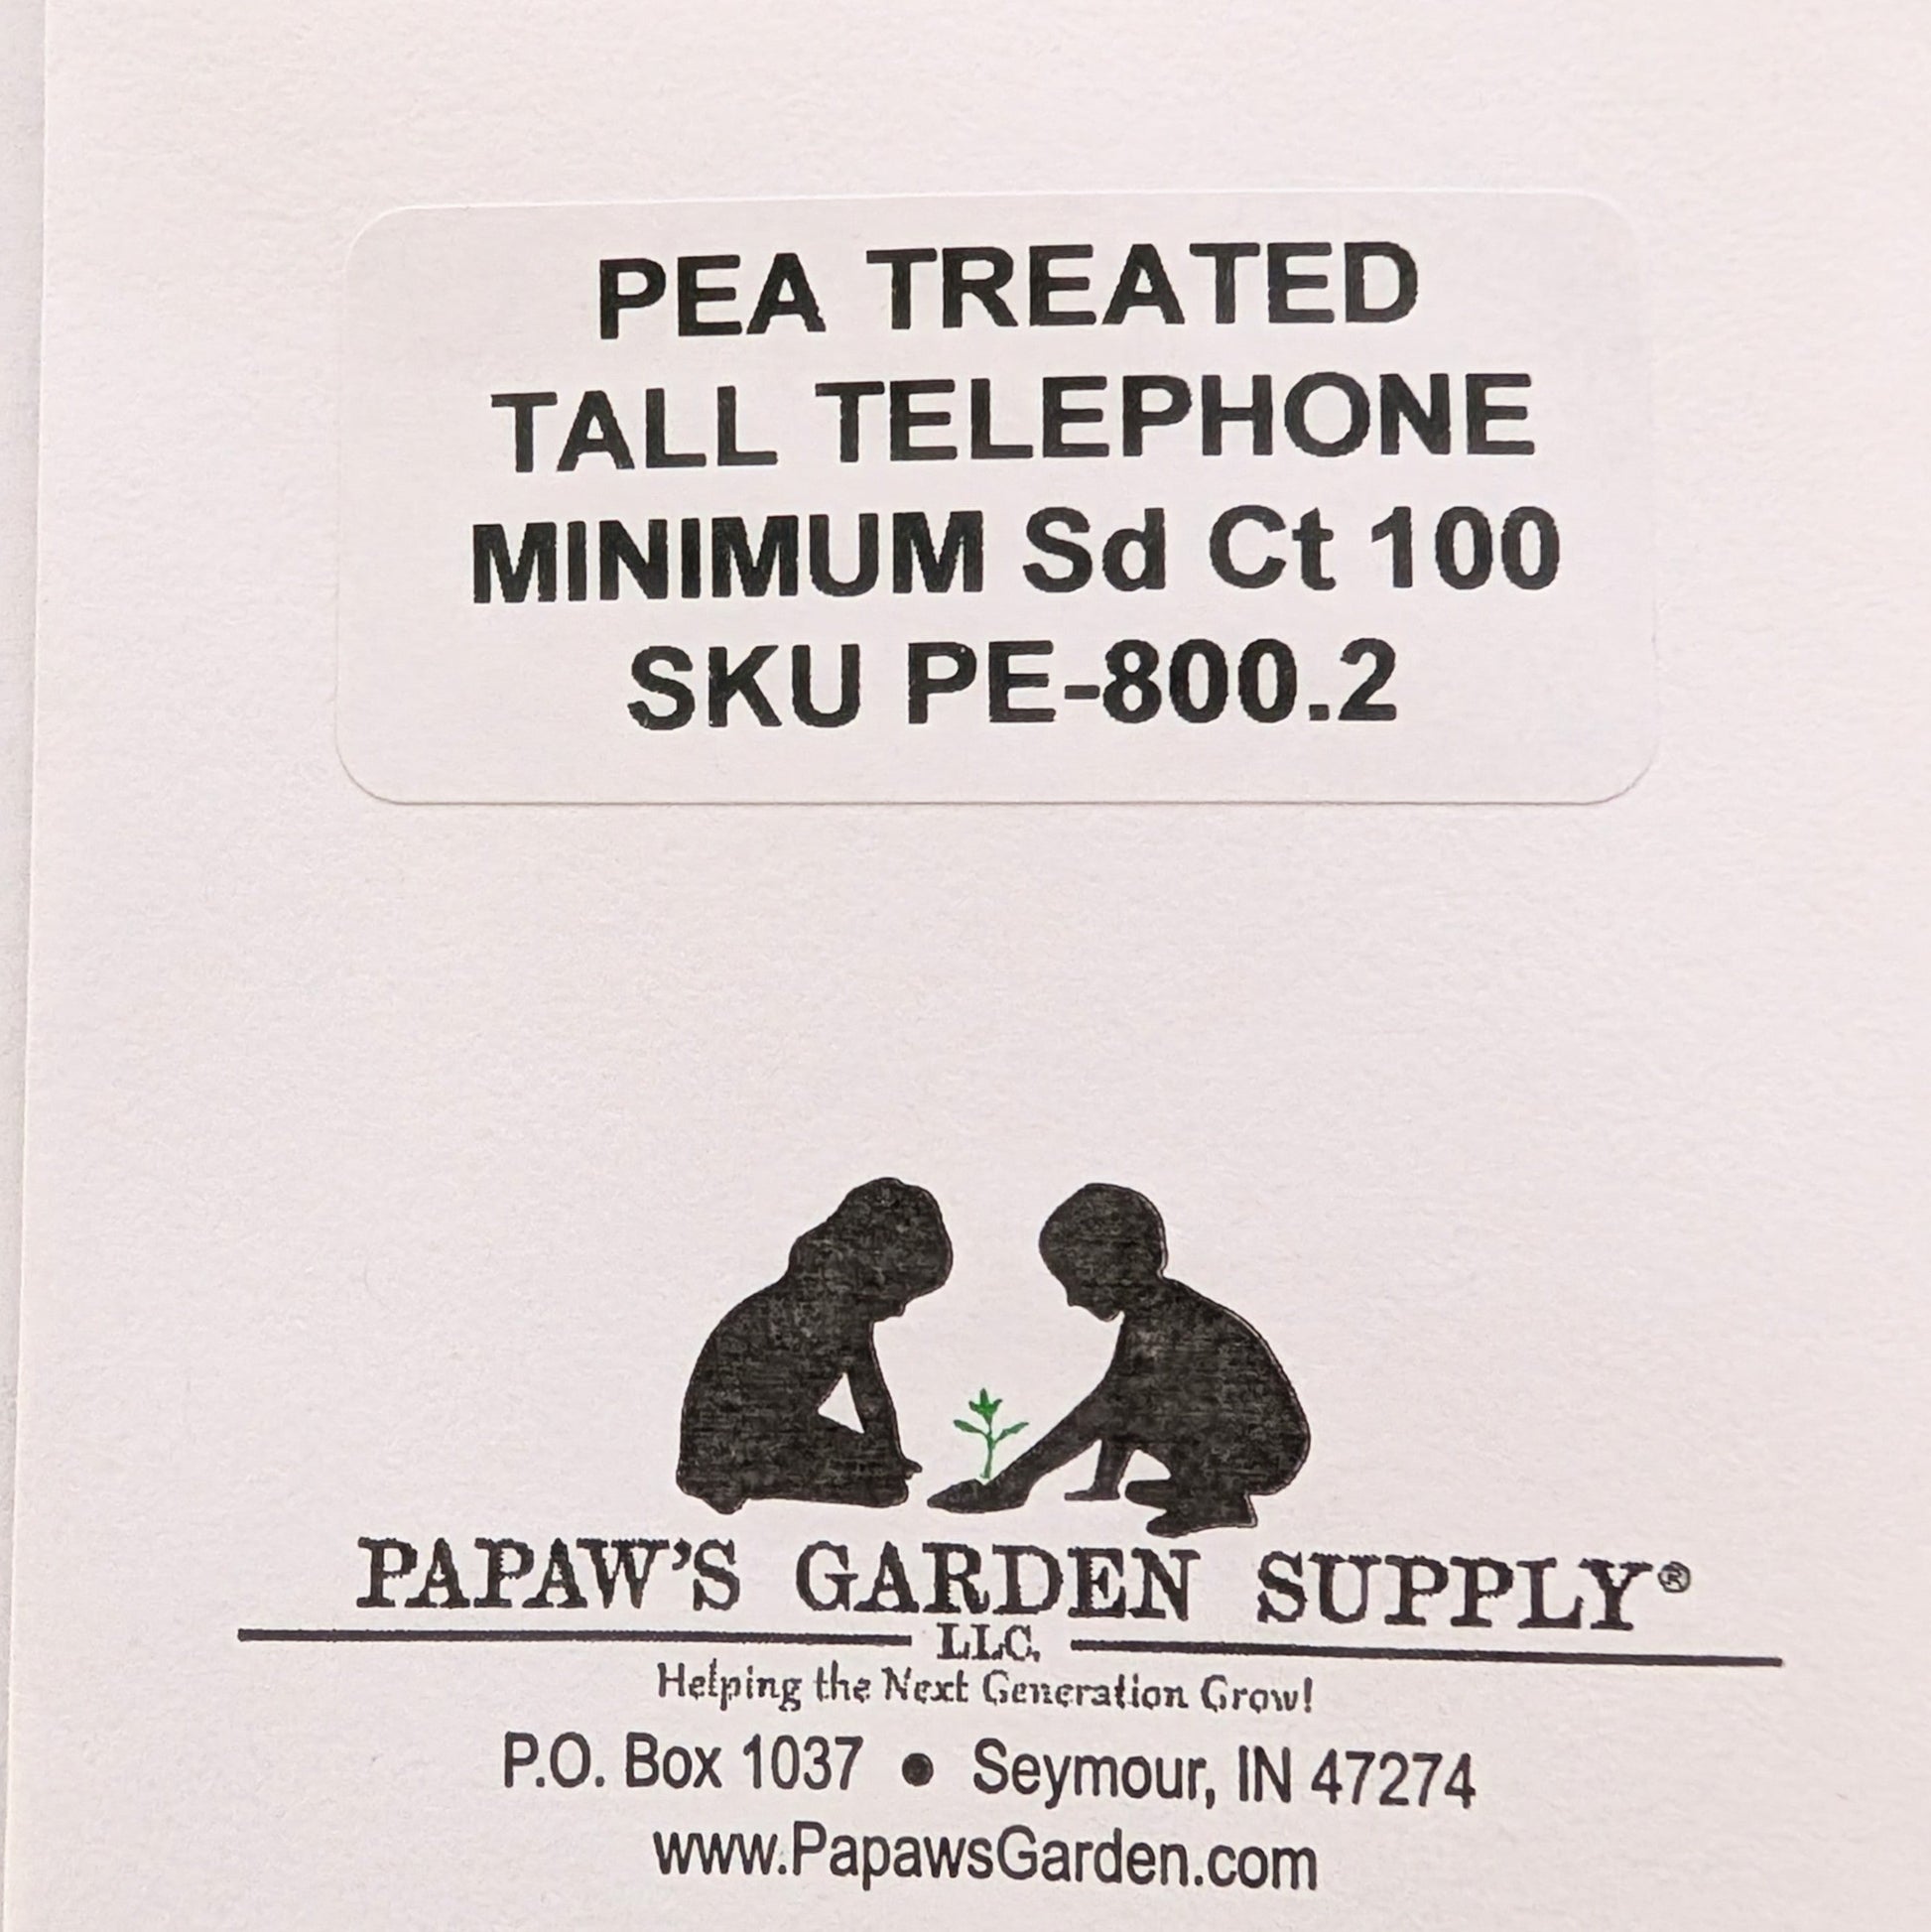 PEA TREATED
TALL TELEPHONE
MINIMUM Sd Ct 100
SKU PE-800.2
PAPAW'S GARDEN SUPPLY®
LLC.
Helping the Next Generation Grow!
P.O. Box 1037 • Seymour, IN 47274
www.PapawsGarden.com